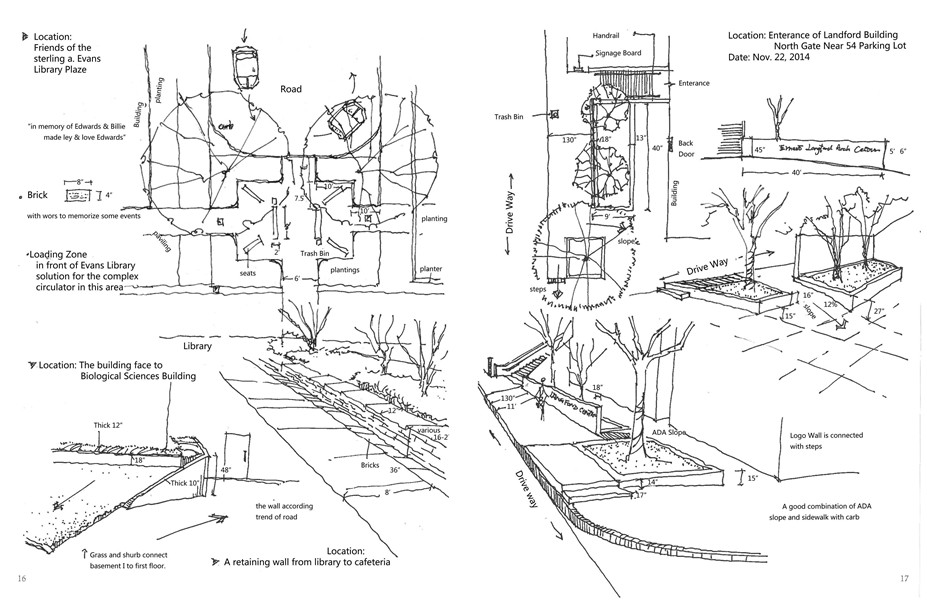 Location:
Friends of the
sterling a. Evans
Library Plaze
Road
planting
Building
"in memory of Edwards & Billie
made ley & love Edwards"
8"
Brick
4"
with wors to memorize some events
10'
7.5'
10'
planting
paviling
Loading Zone
in front of Evans Library
solution for the complex
circulator in this area
2'
Trash Bin
seats
plantings
planter
6'
Library
Location: The building face to
Biological Sciences Building
Thick 12"
18"
48"
Thick 10"
12"
various
16-2'
Bricks
36"
8'
the wall according
trend of road
Grass and shurb connect
basement I to first floor.
Location:
A retaining wall from library to cafeteria
16
Handrail
Signage Board
Location: Enterance of Landford Building
North Gate Near 54 Parking Lot
Date: Nov. 22, 2014
Enterance
Trash Bin
130"
18"
13'
40"
Back
Door
45"
5' 6"
40'
Building
Drive Way
9'
slope
steps
Drive Way
16"
12%
slope
15"
27"
18"
130"
11'
ADA Slope
Logo Wall is connected
with steps
14"
15"
17"
Drive way
A good combination of ADA
slope and sidewalk with carb
17